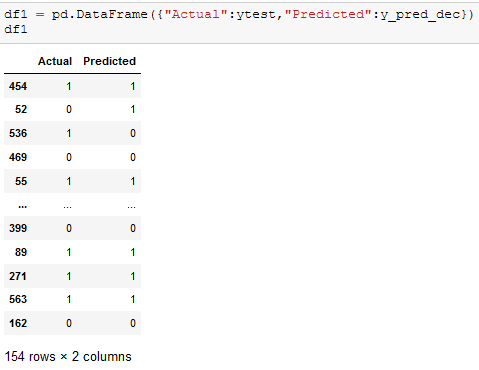 df1 = pd.DataFrame({"Actual":ytest,"Predicted":y_pred_dec})
df1
Actual Predicted
454 1 1
52 0 1
536 1 0
469 0 0
55 1 1
... ... ...
399 0 0
89 1 1
271 1 1
563 1 1
162 0 0
154 rows × 2 columns